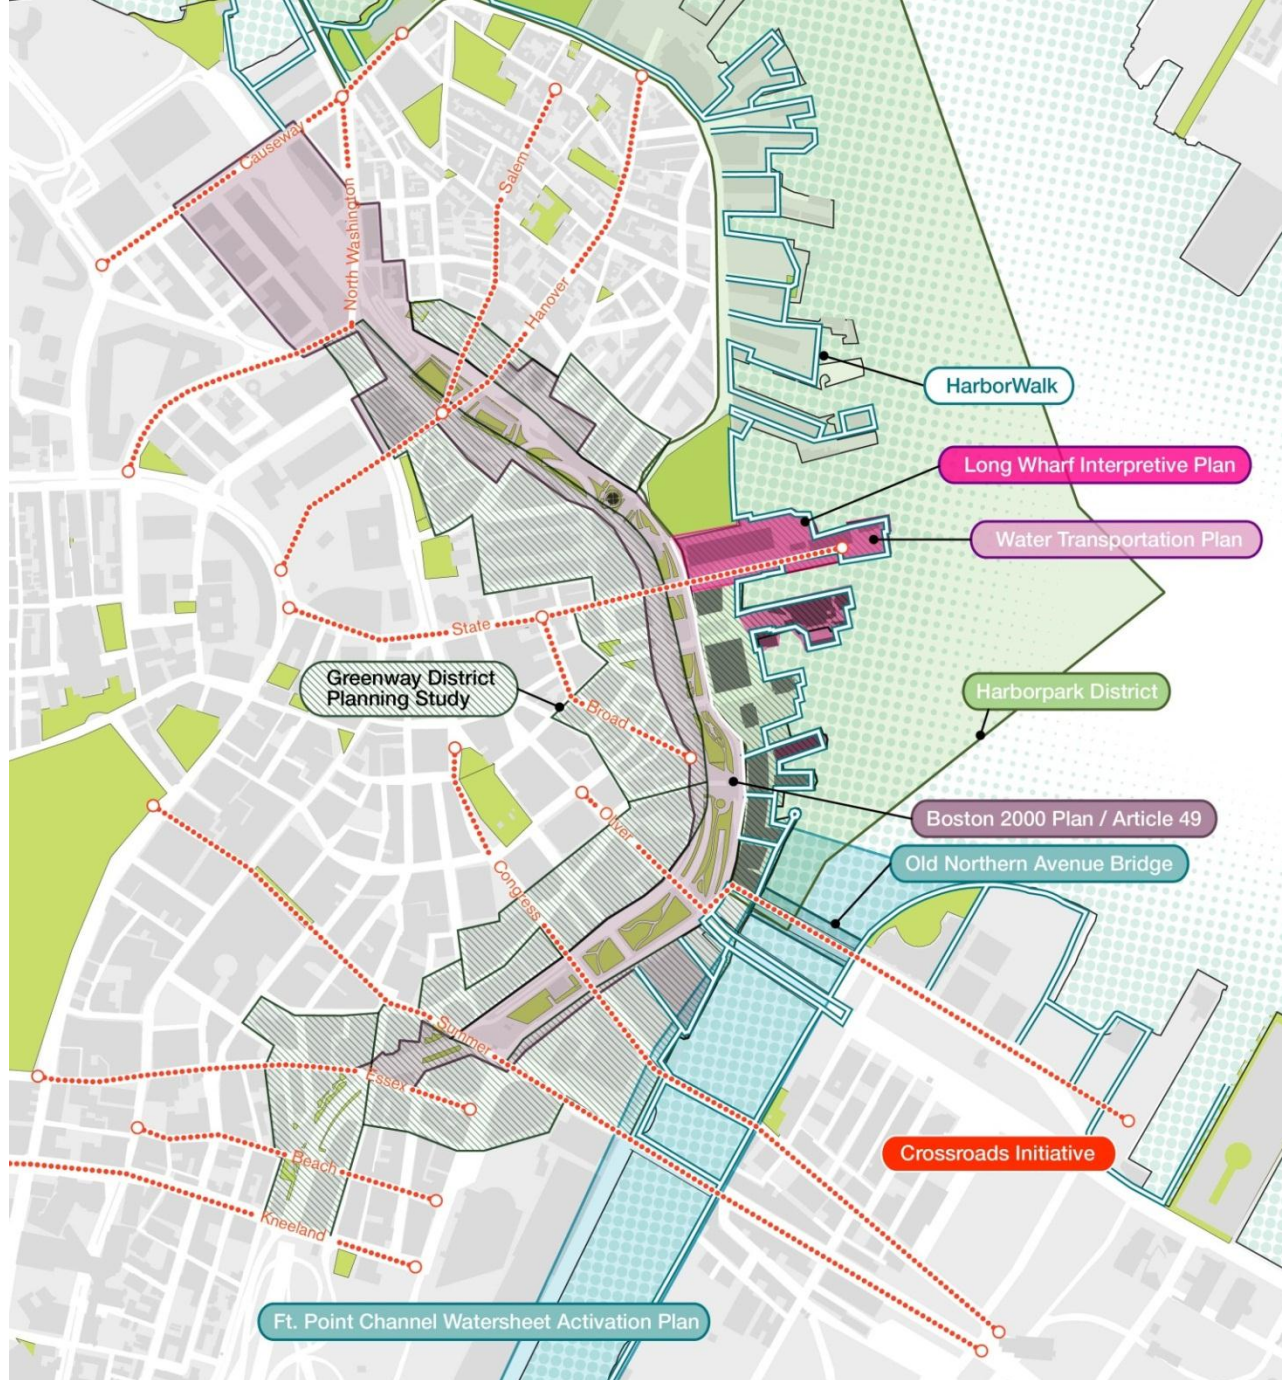 Causeway
North Washington
Salem
Hanover
HarborWalk
Long Wharf Interpretive Plan
Water Transportation Plan
State
Greenway District
Planning Study
Broad
Harborpark District
Oliver
Boston 2000 Plan / Article 49
Old Northern Avenue Bridge
Congress
Summer
Essex
Crossroads Initiative
Beach
Kneeland
Ft. Point Channel Watersheet Activation Plan